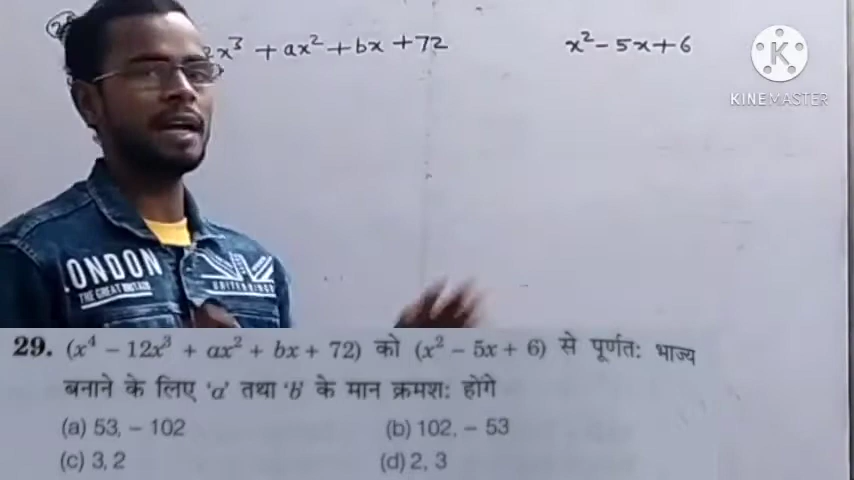 2x³ + ax² + bx + 72 x² - 5x + 6
KINEMASTER
LONDON
THE GREAT BRITAIN
29. (x⁴ - 12x³ + ax² + bx + 72) को (x² - 5x + 6) से पूर्णतः भाज्य
बनाने के लिए 'a' तथा 'b' के मान क्रमशः होंगे
(a) 53, - 102 (b) 102, - 53
(c) 3, 2 (d) 2, 3